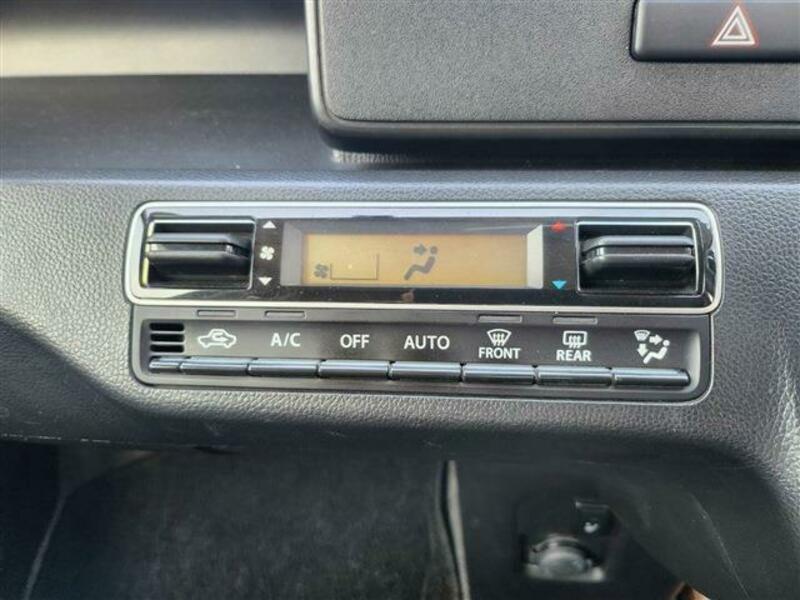 A/C OFF AUTO FRONT REAR